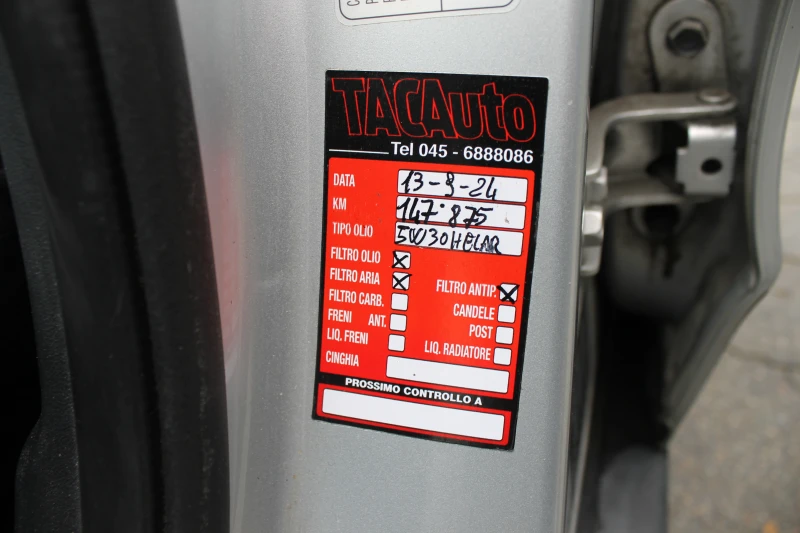 TACAuto
Tel 045 - 6888086
DATA 13-9-24
KM 147.875
TIPO OLIO 5W30 HELAR
FILTRO OLIO
FILTRO ARIA FILTRO ANTIP.
FILTRO CARB. CANDELE
FRENI ANT. POST
LIQ. FRENI LIQ. RADIATORE
CINGHIA
PROSSIMO CONTROLLO A